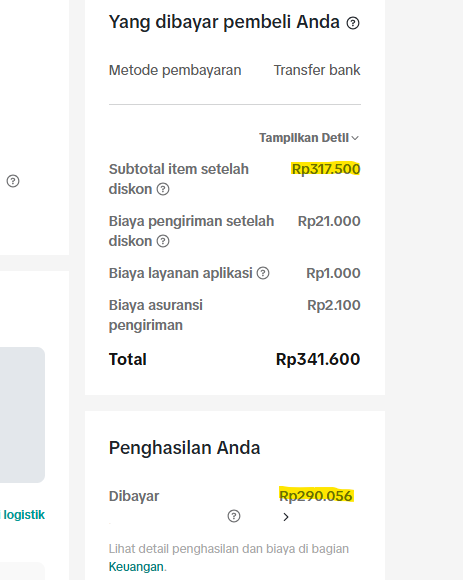 Yang dibayar pembeli Anda
Metode pembayaran Transfer bank
Tampilkan Detil
Subtotal item setelah diskon Rp317.500
Biaya pengiriman setelah diskon Rp21.000
Biaya layanan aplikasi Rp1.000
Biaya asuransi pengiriman Rp2.100
Total Rp341.600
Penghasilan Anda
Dibayar Rp290.056
logistik
Lihat detail penghasilan dan biaya di bagian
Keuangan.